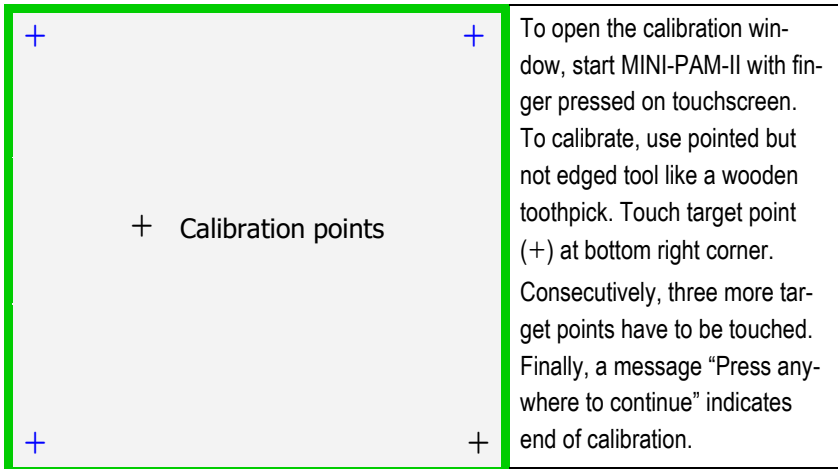 + Calibration points
To open the calibration win-
dow, start MINI-PAM-II with fin-
ger pressed on touchscreen.
To calibrate, use pointed but
not edged tool like a wooden
toothpick. Touch target point
(+) at bottom right corner.
Consecutively, three more tar-
get points have to be touched.
Finally, a message “Press any-
where to continue” indicates
end of calibration.